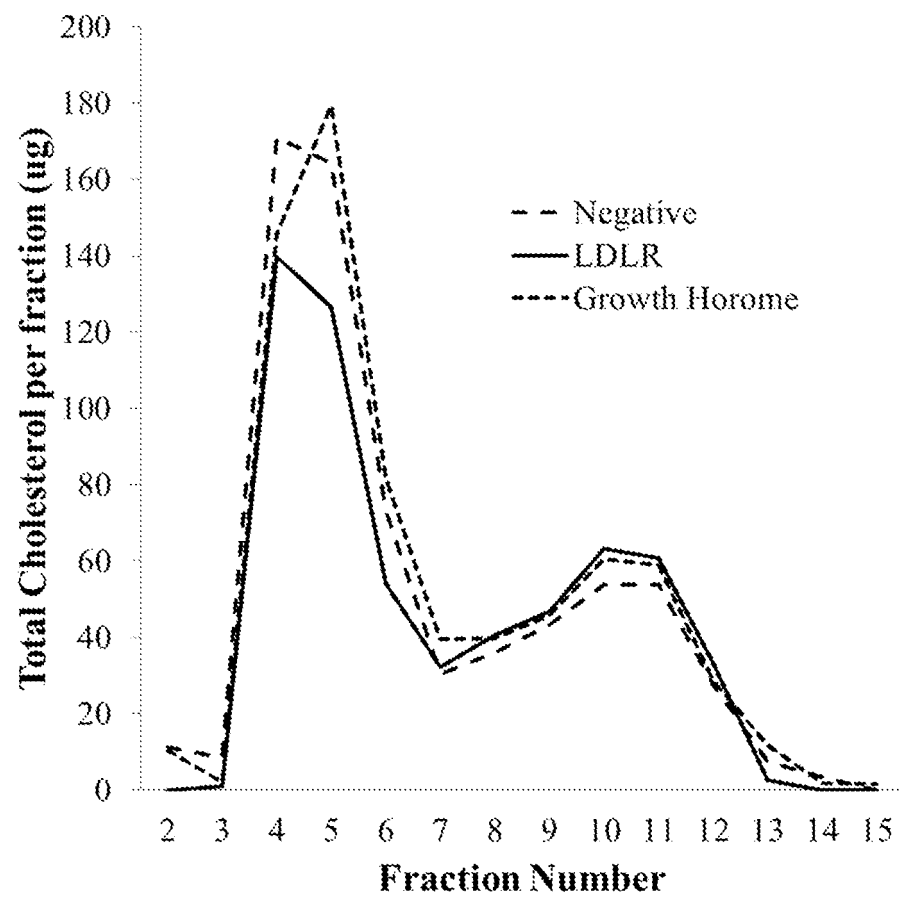 Total Cholesterol per fraction (ug)
200
180
160
140
120
100
80
60
40
20
0
Negative
LDLR
Growth Horome
2 3 4 5 6 7 8 9 10 11 12 13 14 15
Fraction Number